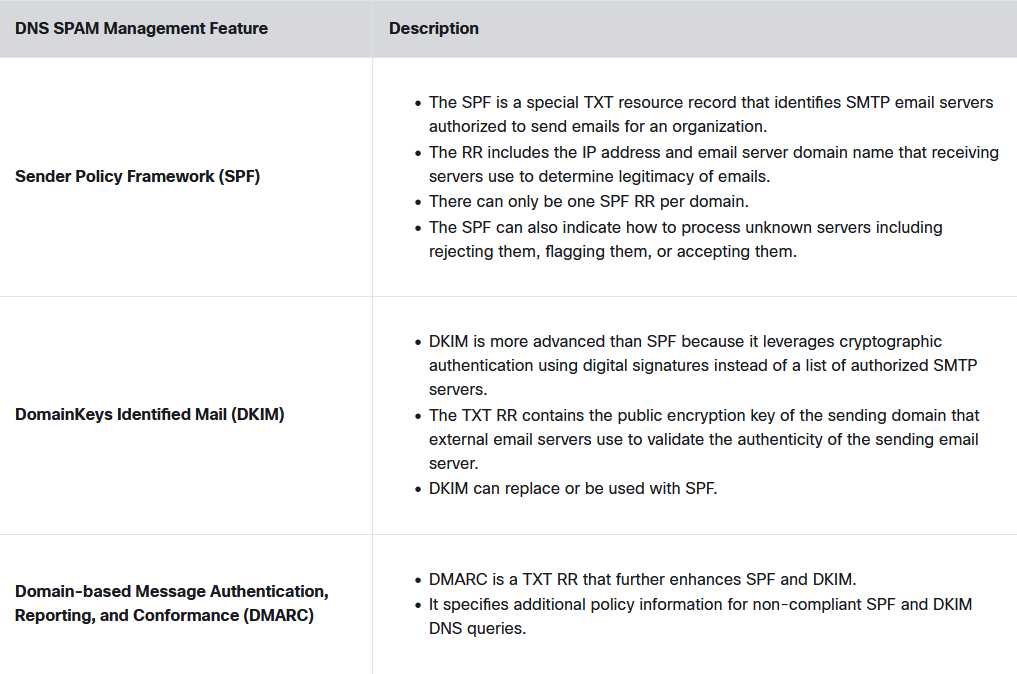 DNS SPAM Management Feature
Description
Sender Policy Framework (SPF)
• The SPF is a special TXT resource record that identifies SMTP email servers
authorized to send emails for an organization.
• The RR includes the IP address and email server domain name that receiving
servers use to determine legitimacy of emails.
• There can only be one SPF RR per domain.
• The SPF can also indicate how to process unknown servers including
rejecting them, flagging them, or accepting them.
DomainKeys Identified Mail (DKIM)
• DKIM is more advanced than SPF because it leverages cryptographic
authentication using digital signatures instead of a list of authorized SMTP
servers.
• The TXT RR contains the public encryption key of the sending domain that
external email servers use to validate the authenticity of the sending email
server.
• DKIM can replace or be used with SPF.
Domain-based Message Authentication,
Reporting, and Conformance (DMARC)
• DMARC is a TXT RR that further enhances SPF and DKIM.
• It specifies additional policy information for non-compliant SPF and DKIM
DNS queries.